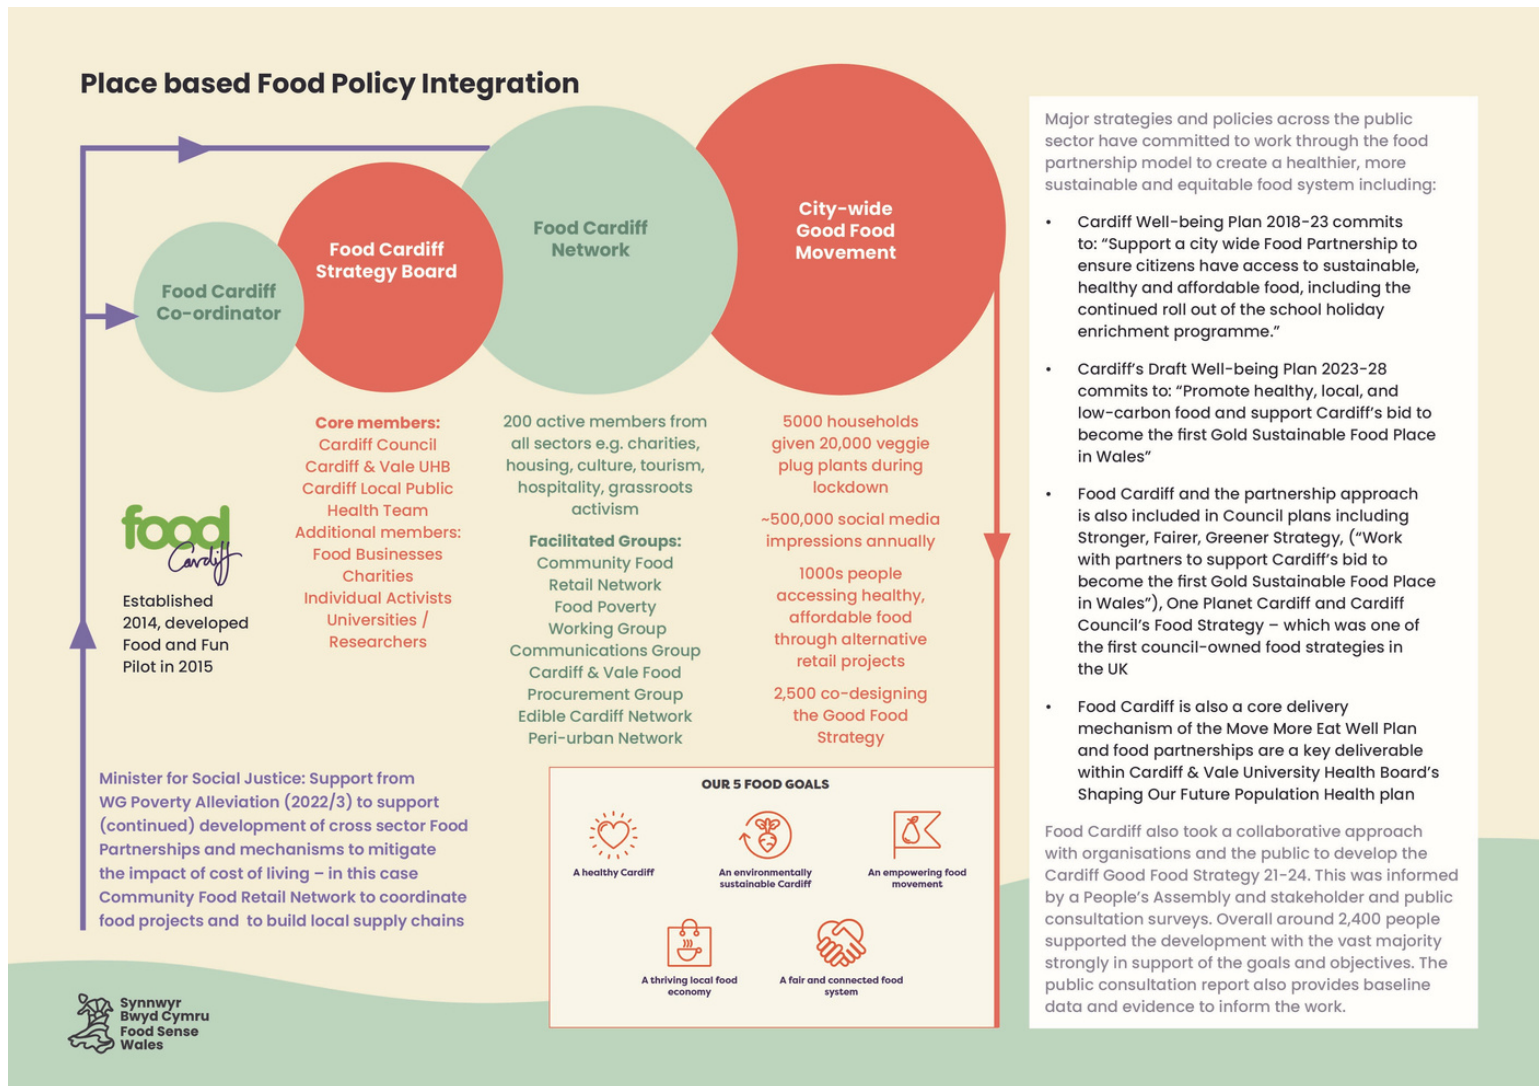 Place based Food Policy Integration
Food Cardiff
Co-ordinator
Food Cardiff
Strategy Board
Food Cardiff
Network
City-wide
Good Food
Movement
food
Cardiff
Established
2014, developed
Food and Fun
Pilot in 2015
Core members:
Cardiff Council
Cardiff & Vale UHB
Cardiff Local Public
Health Team
Additional members:
Food Businesses
Charities
Individual Activists
Universities /
Researchers
200 active members from
all sectors e.g. charities,
housing, culture, tourism,
hospitality, grassroots
activism
Facilitated Groups:
Community Food
Retail Network
Food Poverty
Working Group
Communications Group
Cardiff & Vale Food
Procurement Group
Edible Cardiff Network
Peri-urban Network
5000 households
given 20,000 veggie
plug plants during
lockdown
~500,000 social media
impressions annually
1000s people
accessing healthy,
affordable food
through alternative
retail projects
2,500 co-designing
the Good Food
Strategy
Minister for Social Justice: Support from
WG Poverty Alleviation (2022/3) to support
(continued) development of cross sector Food
Partnerships and mechanisms to mitigate
the impact of cost of living – in this case
Community Food Retail Network to coordinate
food projects and  to build local supply chains
OUR 5 FOOD GOALS
A healthy Cardiff
An environmentally
sustainable Cardiff
An empowering food
movement
A thriving local food
economy
A fair and connected food
system
Synnwyr
Bwyd Cymru
Food Sense
Wales
Major strategies and policies across the public
sector have committed to work through the food
partnership model to create a healthier, more
sustainable and equitable food system including:
• Cardiff Well-being Plan 2018-23 commits
to: “Support a city wide Food Partnership to
ensure citizens have access to sustainable,
healthy and affordable food, including the
continued roll out of the school holiday
enrichment programme.”
• Cardiff’s Draft Well-being Plan 2023-28
commits to: “Promote healthy, local, and
low-carbon food and support Cardiff’s bid to
become the first Gold Sustainable Food Place
in Wales”
• Food Cardiff and the partnership approach
is also included in Council plans including
Stronger, Fairer, Greener Strategy, (“Work
with partners to support Cardiff’s bid to
become the first Gold Sustainable Food Place
in Wales”), One Planet Cardiff and Cardiff
Council’s Food Strategy – which was one of
the first council-owned food strategies in
the UK
• Food Cardiff is also a core delivery
mechanism of the Move More Eat Well Plan
and food partnerships are a key deliverable
within Cardiff & Vale University Health Board’s
Shaping Our Future Population Health plan
Food Cardiff also took a collaborative approach
with organisations and the public to develop the
Cardiff Good Food Strategy 21-24. This was informed
by a People’s Assembly and stakeholder and public
consultation surveys. Overall around 2,400 people
supported the development with the vast majority
strongly in support of the goals and objectives. The
public consultation report also provides baseline
data and evidence to inform the work.